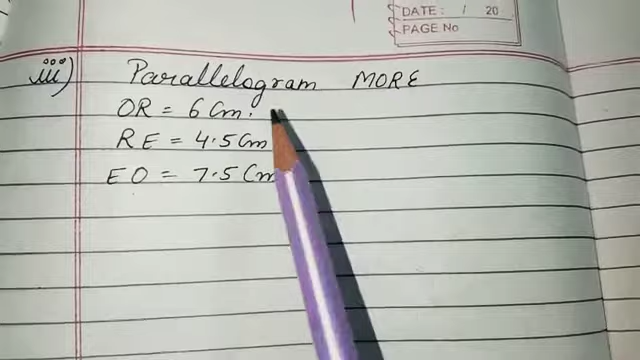 DATE: / 20
PAGE No
iii) Parallelogram MORE
OR = 6 Cm.
RE = 4.5 Cm
EO = 7.5 Cm